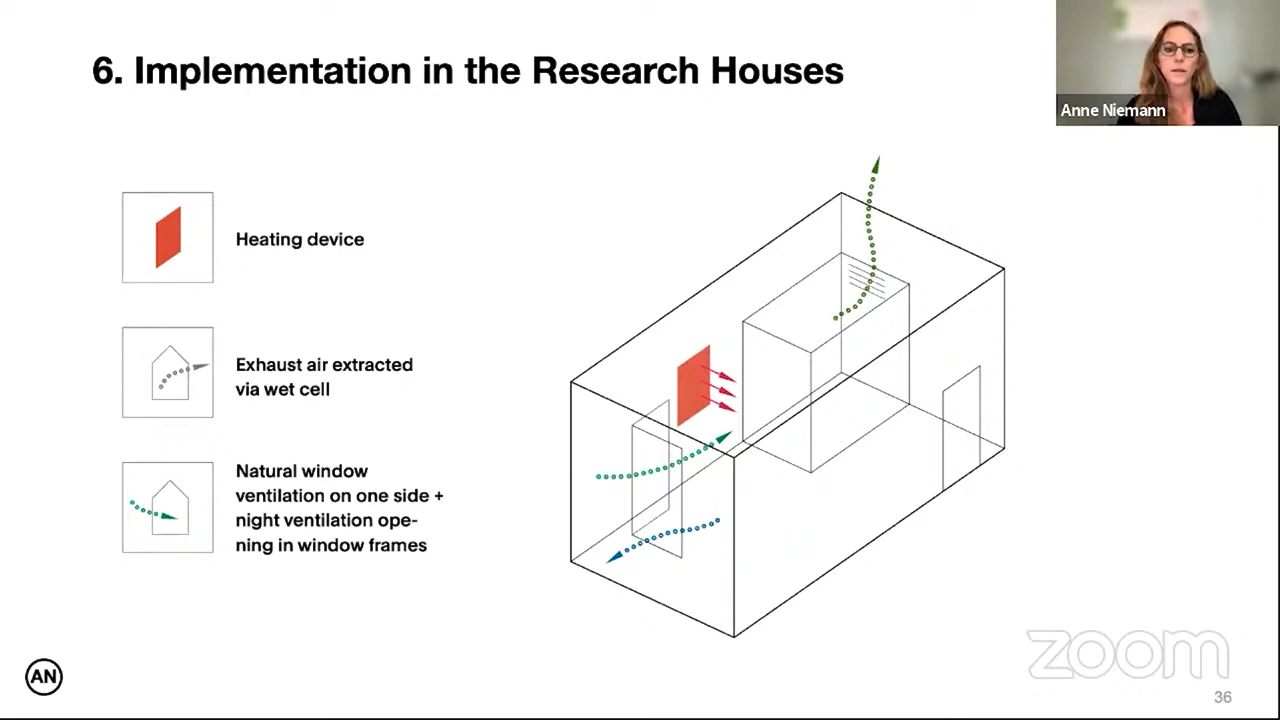 6. Implementation in the Research Houses
Anne Niemann
Heating device
Exhaust air extracted
via wet cell
Natural window
ventilation on one side +
night ventilation ope-
ning in window frames
AN
zoom
36